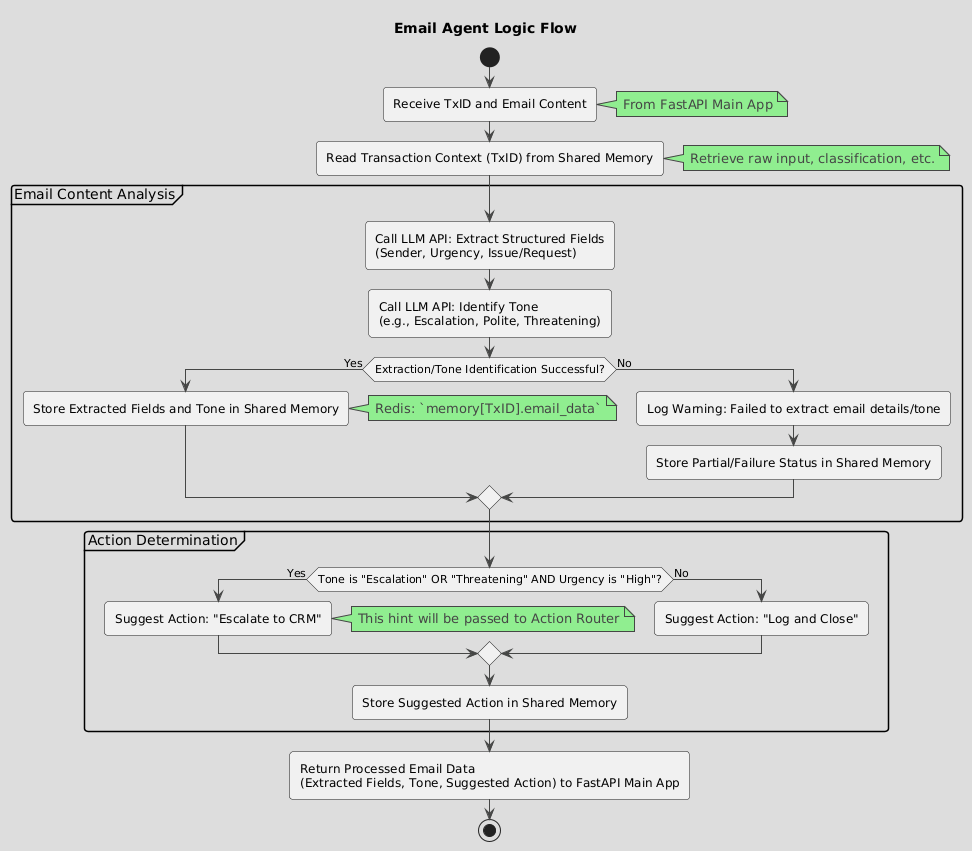 Email Agent Logic Flow
Receive TxID and Email Content
From FastAPI Main App
Read Transaction Context (TxID) from Shared Memory
Retrieve raw input, classification, etc.
Email Content Analysis
Call LLM API: Extract Structured Fields
(Sender, Urgency, Issue/Request)
Call LLM API: Identify Tone
(e.g., Escalation, Polite, Threatening)
Yes
Extraction/Tone Identification Successful?
No
Store Extracted Fields and Tone in Shared Memory
Redis: `memory[TxID].email_data`
Log Warning: Failed to extract email details/tone
Store Partial/Failure Status in Shared Memory
Action Determination
Yes
Tone is "Escalation" OR "Threatening" AND Urgency is "High"?
No
Suggest Action: "Escalate to CRM"
This hint will be passed to Action Router
Suggest Action: "Log and Close"
Store Suggested Action in Shared Memory
Return Processed Email Data
(Extracted Fields, Tone, Suggested Action) to FastAPI Main App